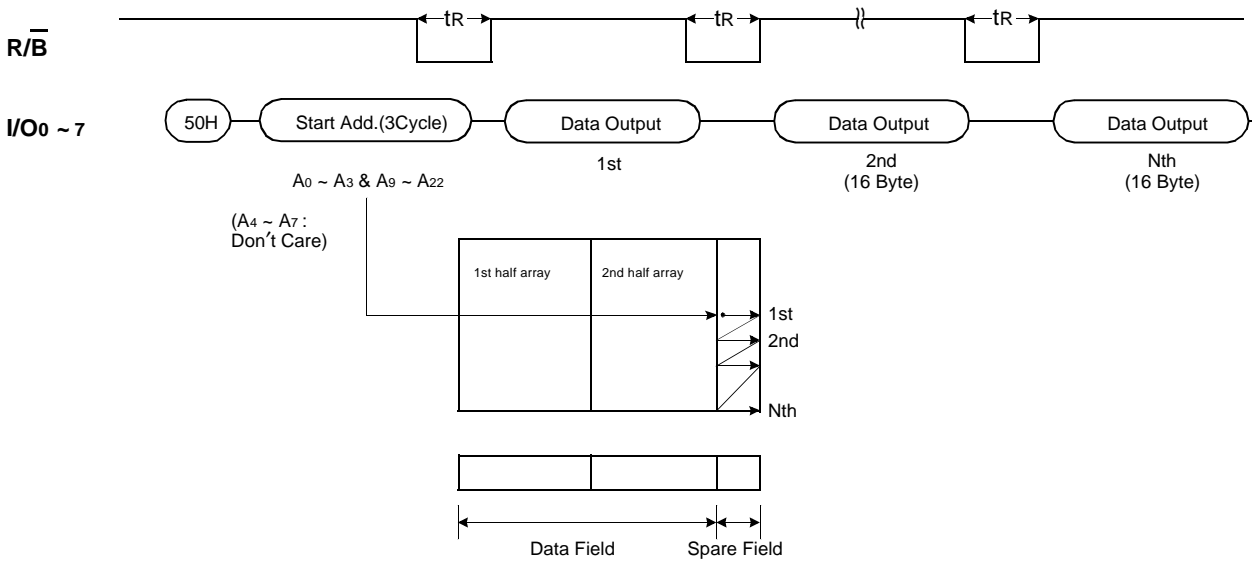 tR tR tR
R/B̅
I/O0 ~ 7
50H Start Add.(3Cycle) Data Output Data Output Data Output
1st 2nd Nth
(16 Byte) (16 Byte)
A0 ~ A3 & A9 ~ A22
(A4 ~ A7 :
Don′t Care)
1st half array 2nd half array
1st
2nd
Nth
Data Field Spare Field